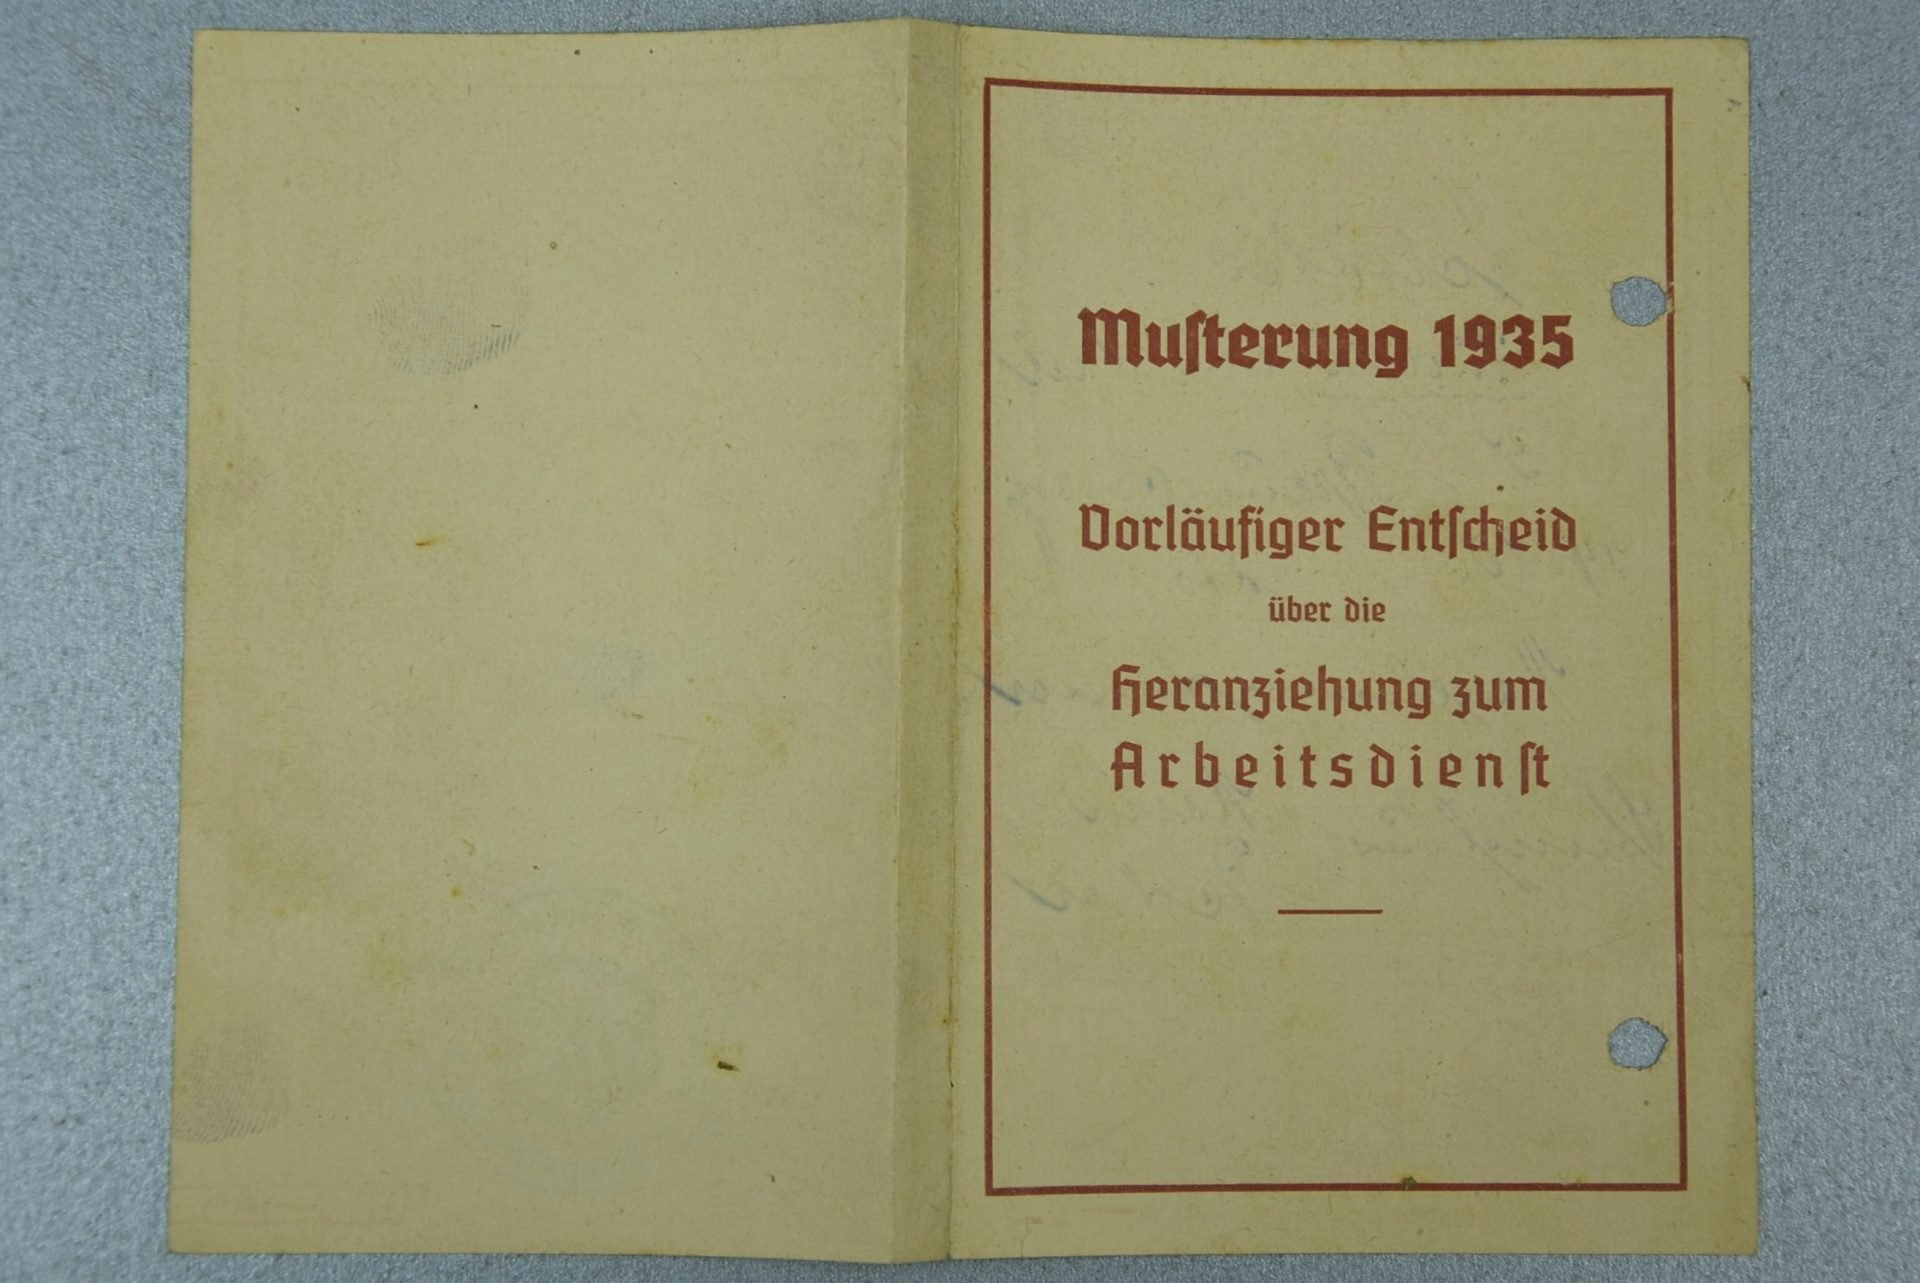 Muſterung 1935
Vorläufiger Entſcheid
über die
Heranziehung zum
Arbeitsdienſt